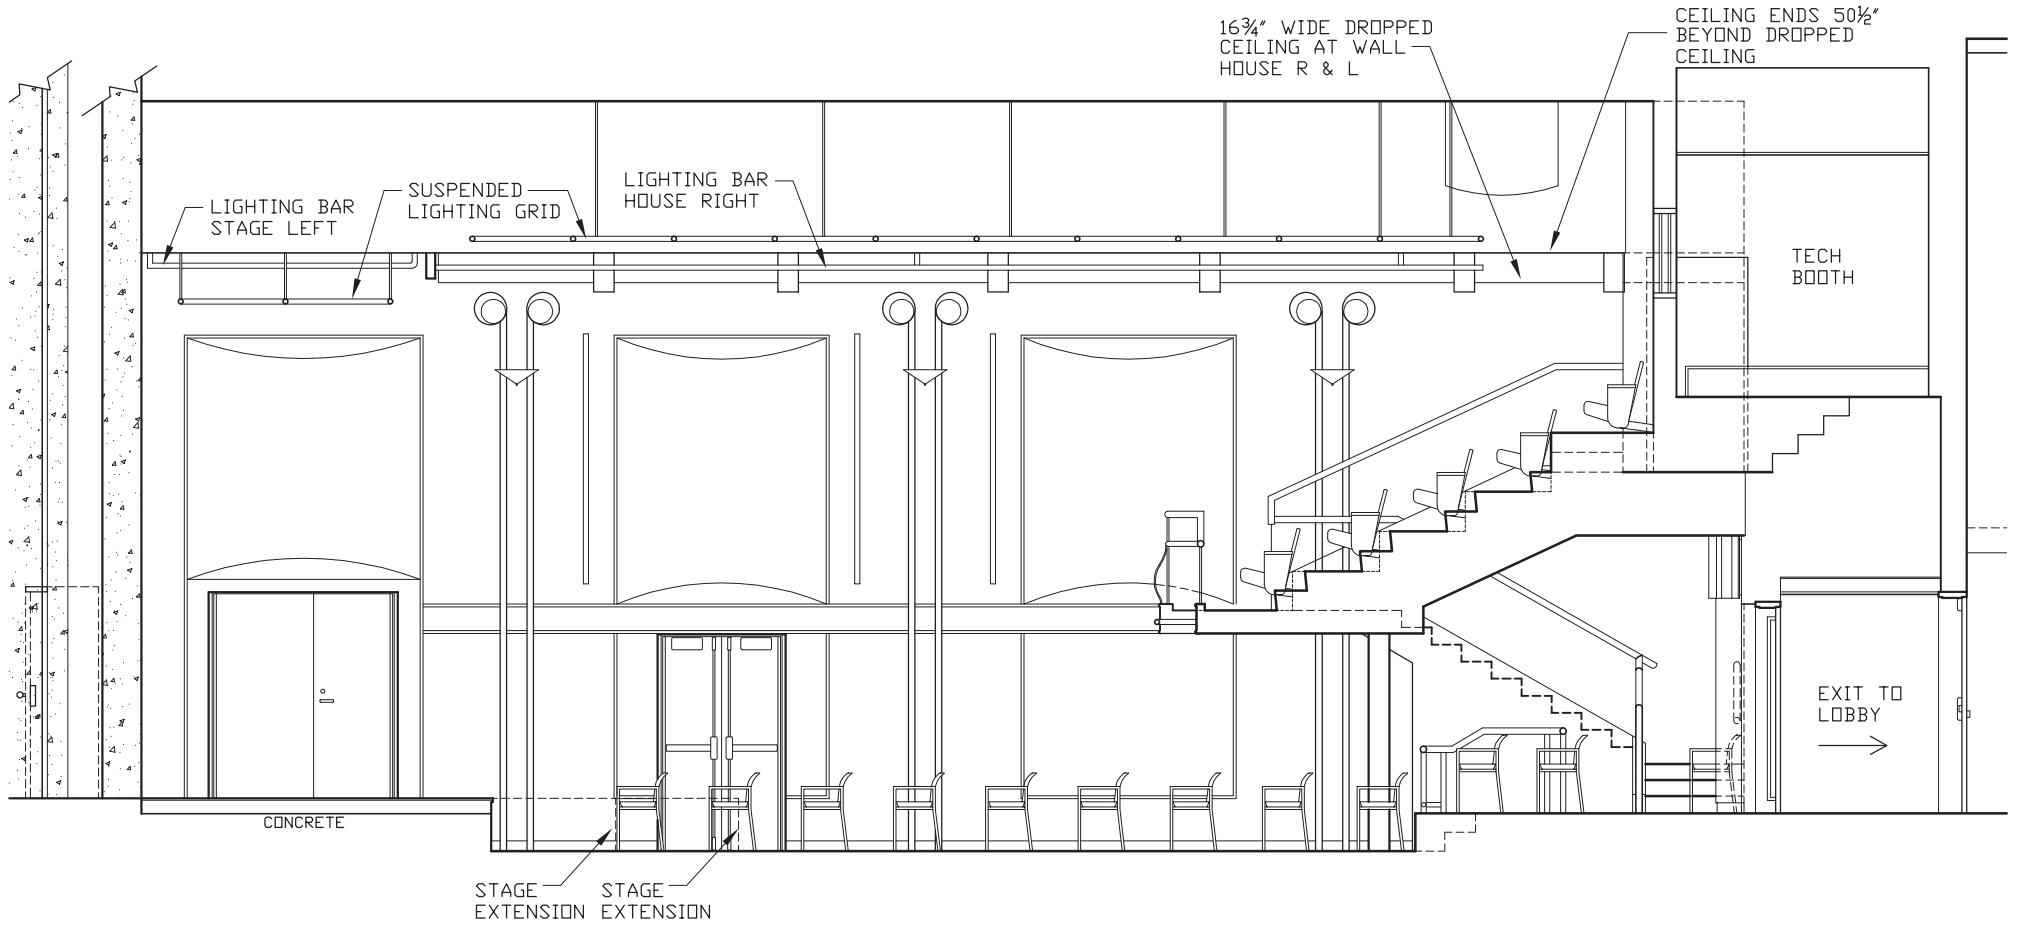 16¾" WIDE DROPPED
CEILING AT WALL
HOUSE R & L
CEILING ENDS 50½"
BEYOND DROPPED
CEILING
LIGHTING BAR
STAGE LEFT
SUSPENDED
LIGHTING GRID
LIGHTING BAR
HOUSE RIGHT
TECH
BOOTH
EXIT TO
LOBBY
CONCRETE
STAGE
EXTENSION
STAGE
EXTENSION